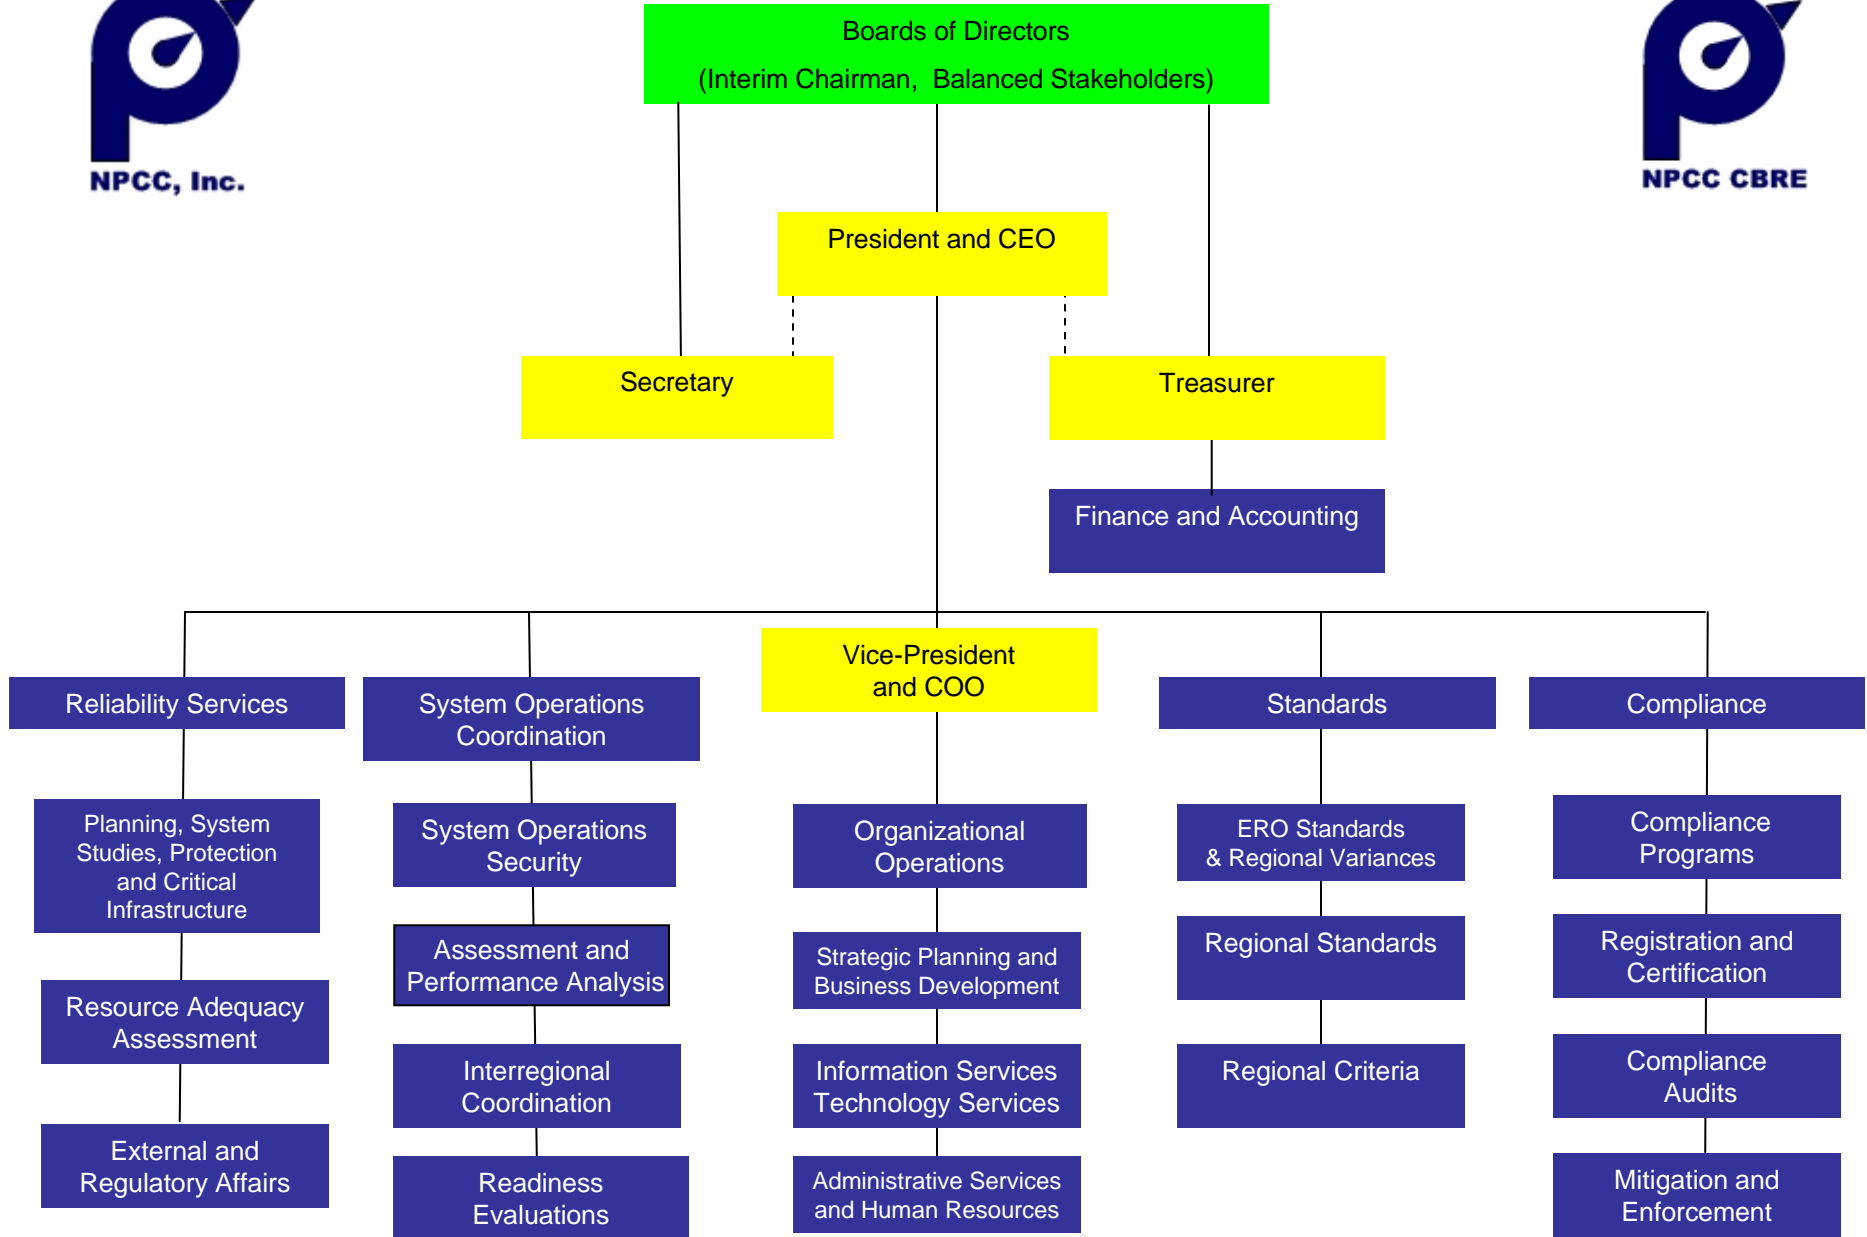 Boards of Directors
(Interim Chairman, Balanced Stakeholders)
NPCC, Inc.
NPCC CBRE
President and CEO
Secretary
Treasurer
Finance and Accounting
Vice-President
and COO
Reliability Services
System Operations
Coordination
Standards
Compliance
Planning, System
Studies, Protection
and Critical
Infrastructure
System Operations
Security
Organizational
Operations
ERO Standards
& Regional Variances
Compliance
Programs
Assessment and
Performance Analysis
Strategic Planning and
Business Development
Regional Standards
Registration and
Certification
Resource Adequacy
Assessment
Interregional
Coordination
Information Services
Technology Services
Regional Criteria
Compliance
Audits
External and
Regulatory Affairs
Readiness
Evaluations
Administrative Services
and Human Resources
Mitigation and
Enforcement